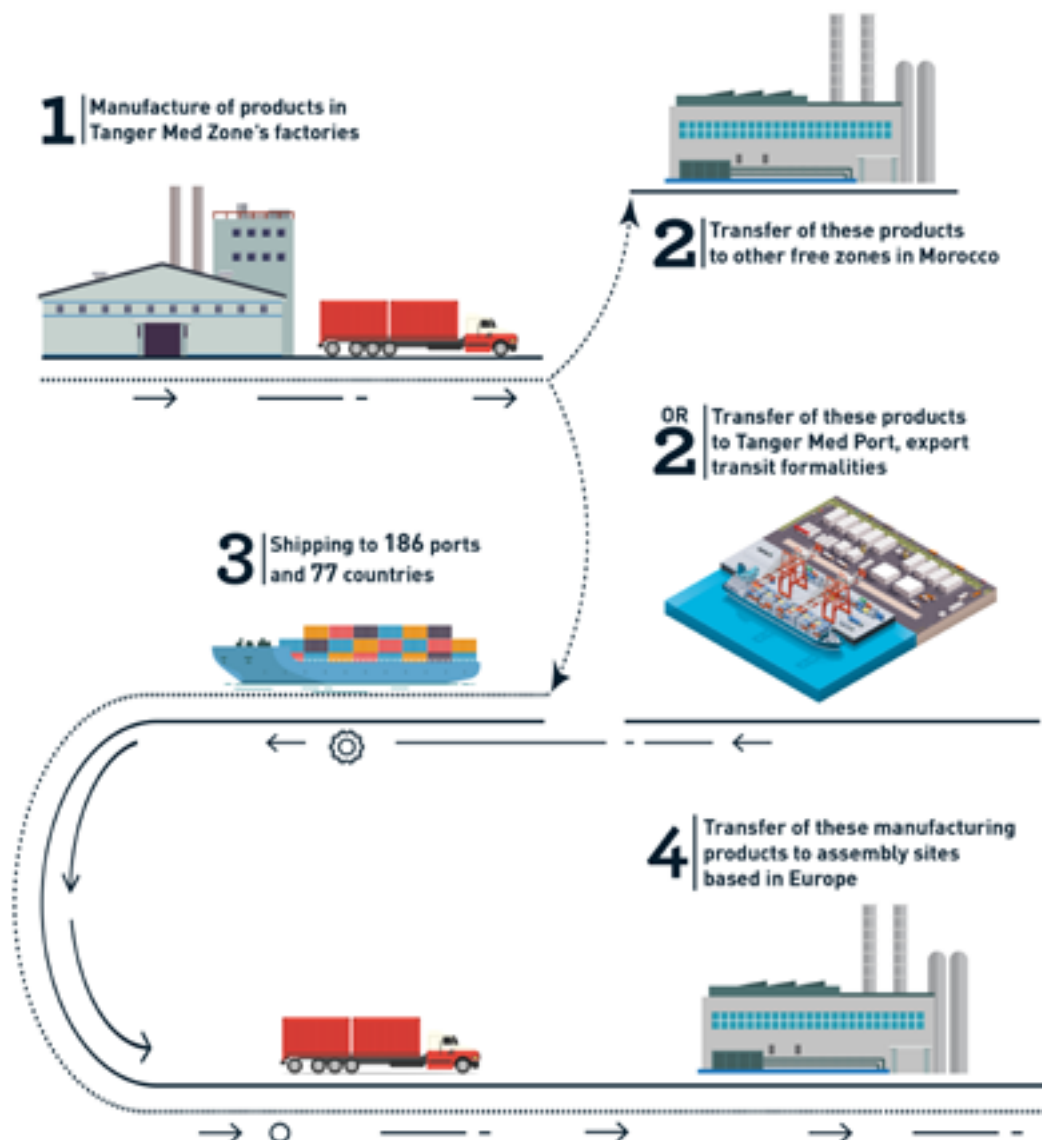 1
Manufacture of products in
Tanger Med Zone's factories
2
Transfer of these products
to other free zones in Morocco
OR
2
Transfer of these products
to Tanger Med Port, export
transit formalities
3
Shipping to 186 ports
and 77 countries
4
Transfer of these manufacturing
products to assembly sites
based in Europe